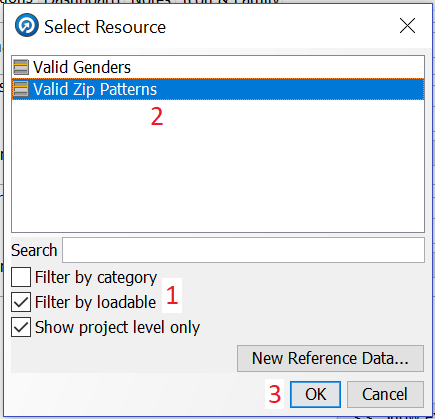 Select Resource
Valid Genders
Valid Zip Patterns
2
Search
Filter by category
Filter by loadable
1
Show project level only
New Reference Data...
3 OK Cancel